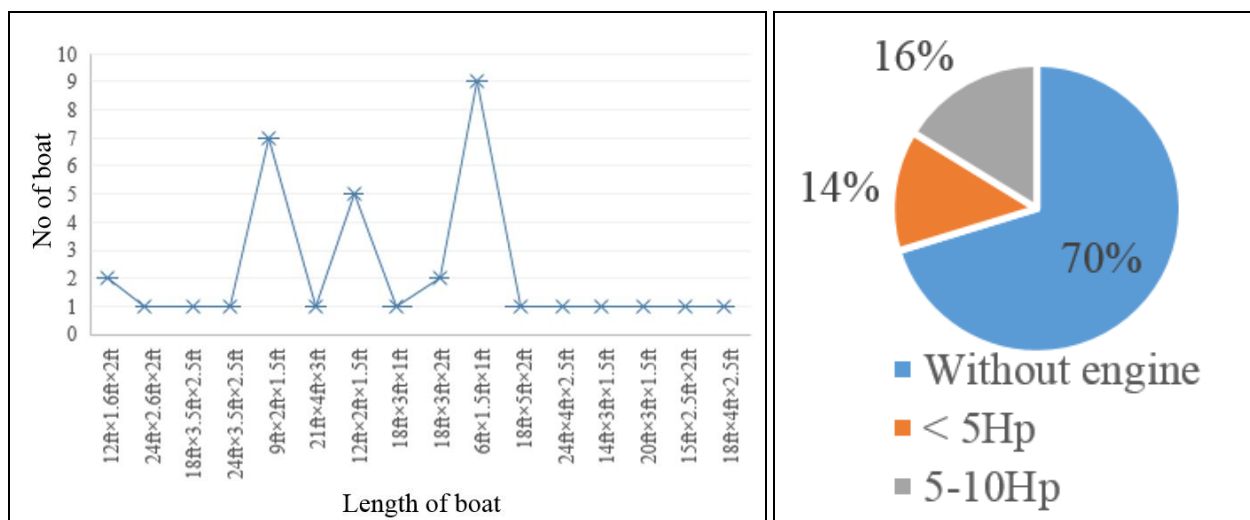 10
9
8
7
6
5
4
3
2
1
0
No of boat
12ft×1.6ft×2ft
24ft×2.6ft×2ft
18ft×3.5ft×2.5ft
24ft×3.5ft×2.5ft
9ft×2ft×1.5ft
21ft×4ft×3ft
12ft×2ft×1.5ft
18ft×3ft×1ft
18ft×3ft×2ft
6ft×1.5ft×1ft
18ft×5ft×2ft
24ft×4ft×2.5ft
14ft×3ft×1.5ft
20ft×3ft×1.5ft
15ft×2.5ft×2ft
18ft×4ft×2.5ft
Length of boat
16%
14%
70%
Without engine
< 5Hp
5-10Hp